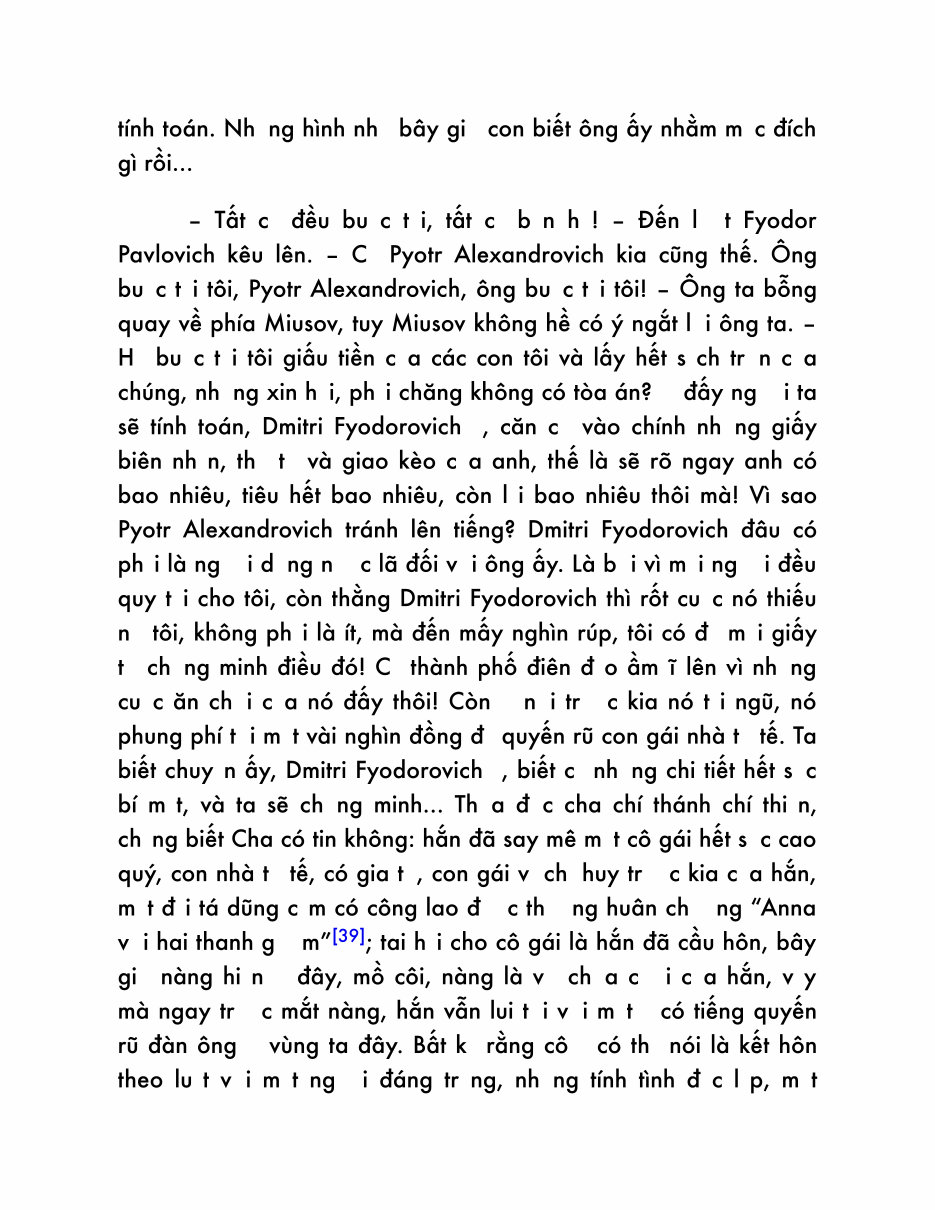 tính toán. Nh ng hình nh bây gi con biết ông ấy nhằm m c đích
gì rồi...
– Tất c đều bu c t i, tất c b n h ! – Đến l t Fyodor
Pavlovich kêu lên. – C Pyotr Alexandrovich kia cũng thế. Ông
bu c t i tôi, Pyotr Alexandrovich, ông bu c t i tôi! – Ông ta bỗng
quay về phía Miusov, tuy Miusov không hề có ý ngắt l i ông ta. –
H bu c t i tôi giấu tiền c a các con tôi và lấy hết s ch tr n c a
chúng, nh ng xin h i, ph i chăng không có tòa án? đấy ng i ta
sẽ tính toán, Dmitri Fyodorovich , căn c vào chính nh ng giấy
biên nh n, th t và giao kèo c a anh, thế là sẽ rõ ngay anh có
bao nhiêu, tiêu hết bao nhiêu, còn l i bao nhiêu thôi mà! Vì sao
Pyotr Alexandrovich tránh lên tiếng? Dmitri Fyodorovich đâu có
ph i là ng i d ng n c lã đối v i ông ấy. Là b i vì m i ng i đều
quy t i cho tôi, còn thằng Dmitri Fyodorovich thì rốt cu c nó thiếu
n tôi, không ph i là ít, mà đến mấy nghìn rúp, tôi có đ m i giấy
t ch ng minh điều đó! C thành phố điên đ o ầm ĩ lên vì nh ng
cu c ăn ch i c a nó đấy thôi! Còn n i tr c kia nó t i ngũ, nó
phung phí t i m t vài nghìn đồng đ quyến rũ con gái nhà t tế. Ta
biết chuy n ấy, Dmitri Fyodorovich , biết c nh ng chi tiết hết s c
bí m t, và ta sẽ ch ng minh... Th a đ c cha chí thánh chí thi n,
ch ng biết Cha có tin không: hắn đã say mê m t cô gái hết s c cao
quý, con nhà t tế, có gia t , con gái v ch huy tr c kia c a hắn,
m t đ i tá dũng c m có công lao đ c th ng huân ch ng “Anna
v i hai thanh g m”[39]; tai h i cho cô gái là hắn đã cầu hôn, bây
gi nàng hi n đây, mồ côi, nàng là v ch a c i c a hắn, v y
mà ngay tr c mắt nàng, hắn vẫn lui t i v i m t có tiếng quyến
rũ đàn ông vùng ta đây. Bất k rằng cô có th nói là kết hôn
theo lu t v i m t ng i đáng tr ng, nh ng tính tình đ c l p, m t